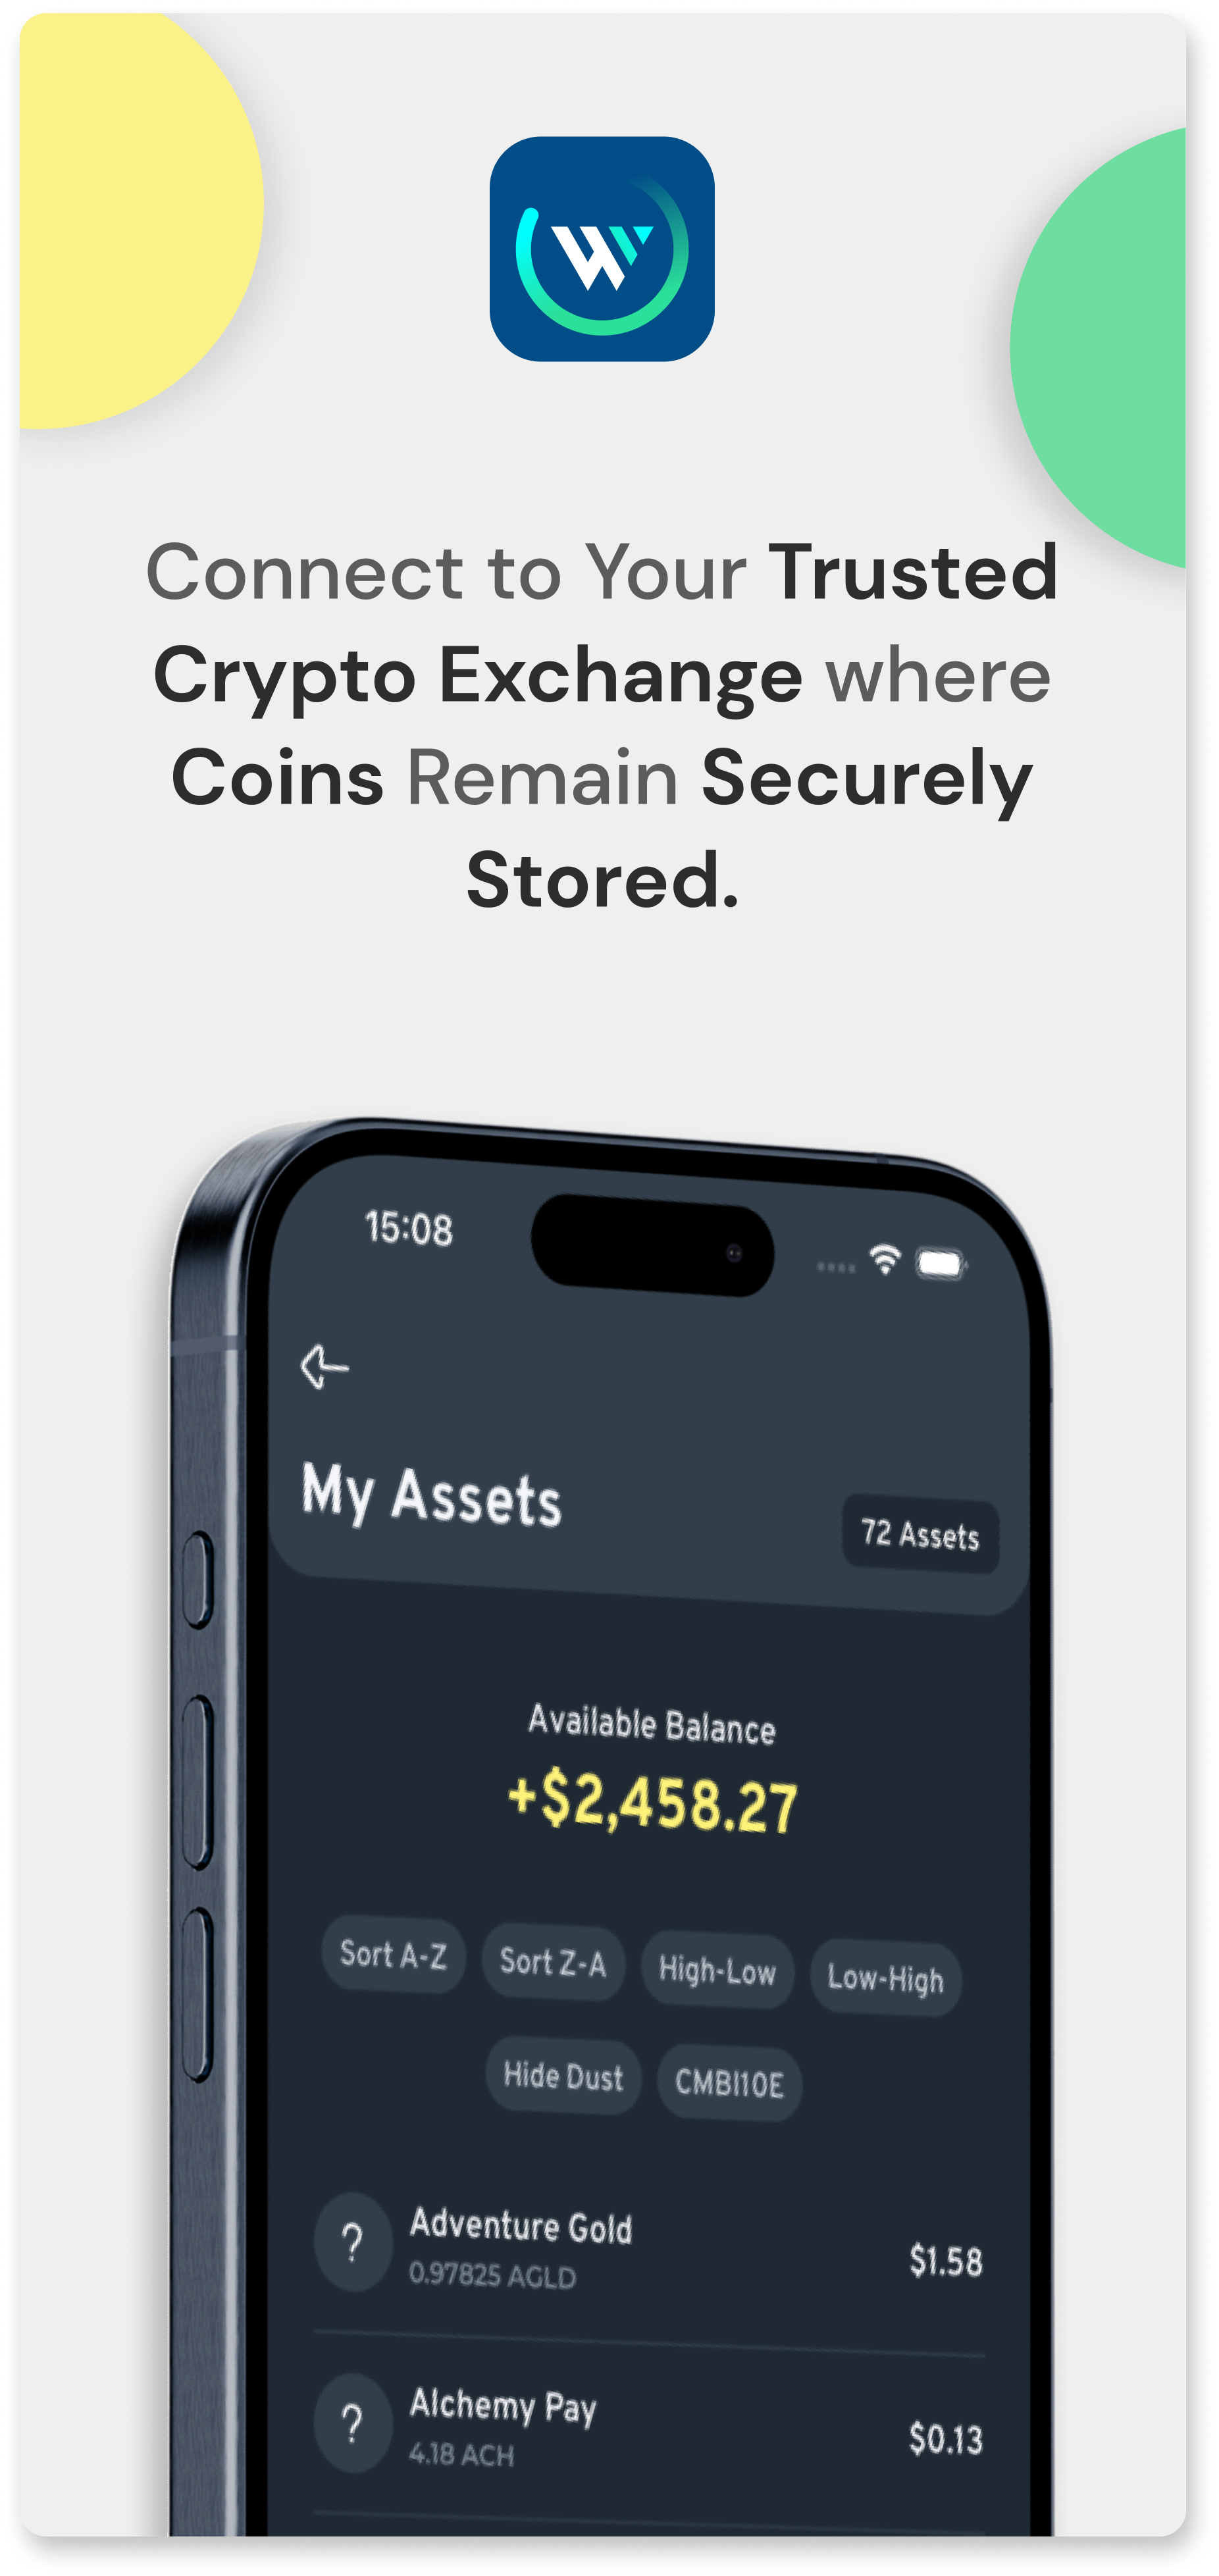 Connect to Your Trusted
Crypto Exchange where
Coins Remain Securely
Stored.
15:08
My Assets
72 Assets
Available Balance
+$2,458.27
Sort A-Z Sort Z-A High-Low Low-High
Hide Dust CMBI10E
? Adventure Gold $1.58
0.97825 AGLD
? Alchemy Pay $0.13
4.18 ACH